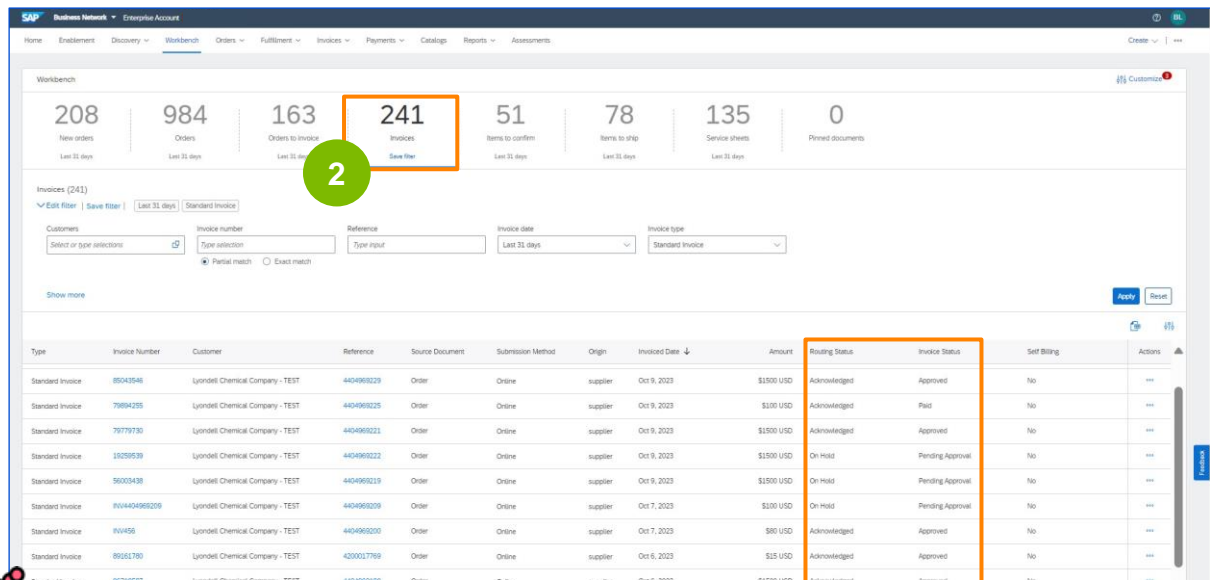 SAP Business Network Enterprise Account BL
Home Enablement Discovery Workbench Orders Fulfillment Invoices Payments Catalogs Reports Assessments Create
Workbench Customize 3
208 984 163 241 51 78 135 0
New orders Orders Orders to invoice Invoices Items to confirm Items to ship Service sheets Pinned documents
Last 31 days Last 31 days Last 31 Save filter Last 31 days Last 31 days Last 31 days
2
Invoices (241)
Edit filter | Save filter | Last 31 days Standard Invoice
Customers Invoice number Reference Invoice date Invoice type
Select or type selections Type selection Type input Last 31 days Standard Invoice
Partial match Exact match
Show more Apply Reset
Type Invoice Number Customer Reference Source Document Submission Method Origin Invoiced Date Amount Routing Status Invoice Status Self Billing Actions
Standard Invoice 85043546 Lyondell Chemical Company - TEST 4404969229 Order Online supplier Oct 9, 2023 $1500 USD Acknowledged Approved No
Standard Invoice 79894255 Lyondell Chemical Company - TEST 4404969225 Order Online supplier Oct 9, 2023 $100 USD Acknowledged Paid No
Standard Invoice 79779730 Lyondell Chemical Company - TEST 4404969221 Order Online supplier Oct 9, 2023 $1500 USD Acknowledged Approved No
Feedback
Standard Invoice 19259539 Lyondell Chemical Company - TEST 4404969222 Order Online supplier Oct 9, 2023 $1500 USD On Hold Pending Approval No
Standard Invoice 56003438 Lyondell Chemical Company - TEST 4404969219 Order Online supplier Oct 9, 2023 $1500 USD On Hold Pending Approval No
Standard Invoice INV4404969209 Lyondell Chemical Company - TEST 4404969209 Order Online supplier Oct 7, 2023 $100 USD On Hold Pending Approval No
Standard Invoice INV456 Lyondell Chemical Company - TEST 4404969200 Order Online supplier Oct 7, 2023 $80 USD Acknowledged Approved No
Standard Invoice 89161780 Lyondell Chemical Company - TEST 4200017769 Order Online supplier Oct 6, 2023 $15 USD Acknowledged Approved No